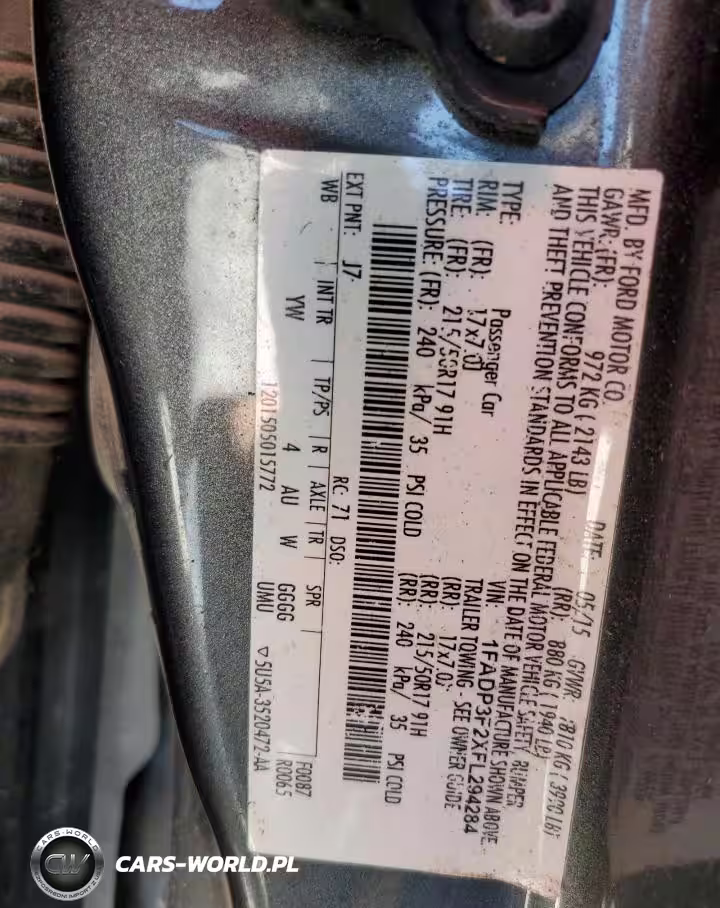 MFD. BY FORD MOTOR CO.
DATE: 05/15 GVWR: 1810 KG ( 3990 LB)
GAWR: (FR): 972 KG ( 2143 LB) (RR): 880 KG ( 1940 LB)
THIS VEHICLE CONFORMS TO ALL APPLICABLE FEDERAL MOTOR VEHICLE SAFETY, BUMPER
AND THEFT PREVENTION STANDARDS IN EFFECT ON THE DATE OF MANUFACTURE SHOWN ABOVE.
VIN: 1FADP3F2XFL294284
TYPE: Passenger Car TRAILER TOWING - SEE OWNER GUIDE
RIM: (FR): 17x7.0J (RR): 17x7.0J
TIRE: (FR): 215/50R17 91H (RR): 215/50R17 91H
PRESSURE: (FR): 240 kPa/ 35 PSI COLD (RR): 240 kPa/ 35 PSI COLD
EXT PNT: J7 RC: 71 DSO: F0087
R0065
WB INT TR TP/PS R AXLE TR SPR
YW 4 AU W GGGG
UMU
1201505015772 ▽5U5A-3520472-AA
CARS-WORLD
CW
CARS-WORLD.PL